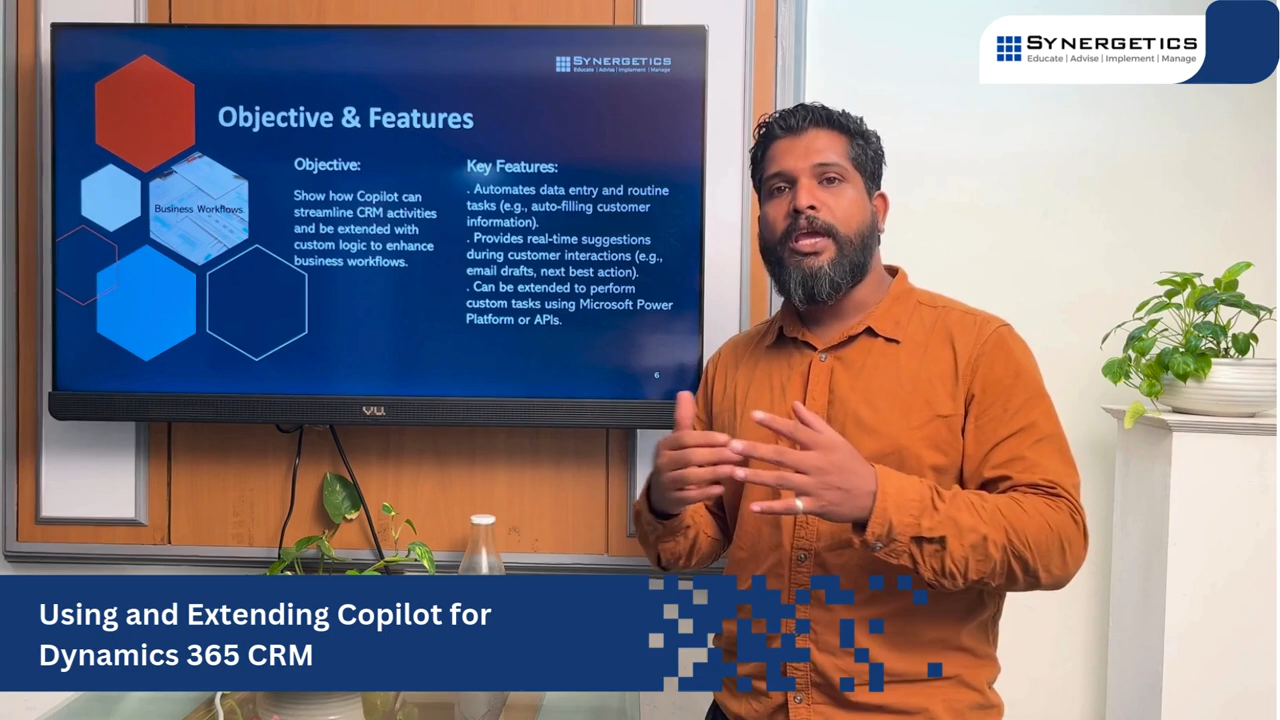 SYNERGETICS
Educate | Advise | Implement | Manage
SYNERGETICS
Educate | Advise | Implement | Manage
Objective & Features
Objective:
Show how Copilot can
streamline CRM activities
and be extended with
custom logic to enhance
business workflows.
Business Workflows.
Key Features:
. Automates data entry and routine
tasks (e.g., auto-filling customer
information).
. Provides real-time suggestions
during customer interactions (e.g.,
email drafts, next best action).
. Can be extended to perform
custom tasks using Microsoft Power
Platform or APIs.
6
VU
Using and Extending Copilot for
Dynamics 365 CRM